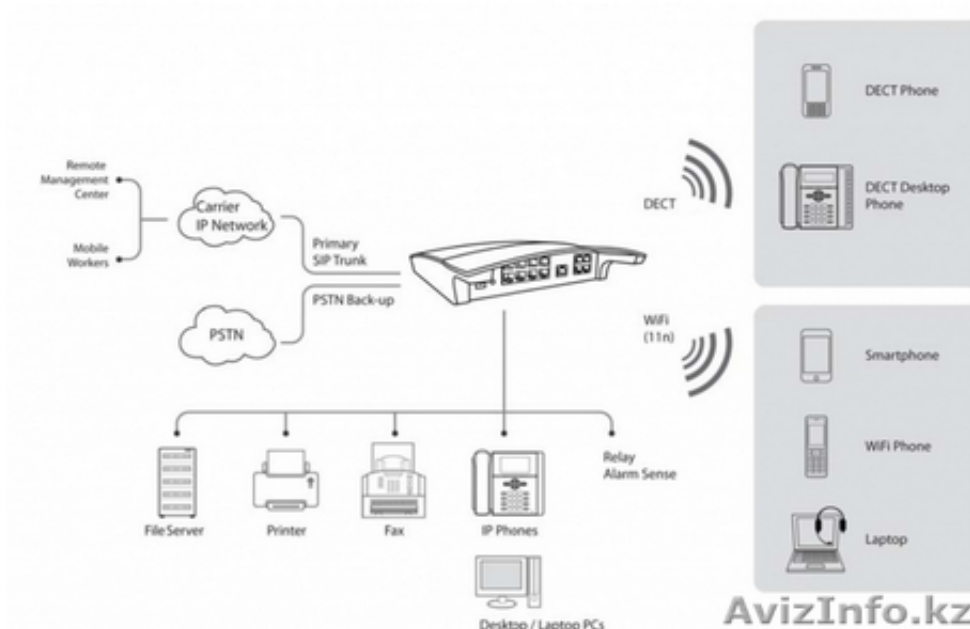 Remote
Management
Center
Mobile
Workers
Carrier
IP Network
PSTN
Primary
SIP Trunk
PSTN Back-up
DECT
WiFi
(11n)
DECT Phone
DECT Desktop
Phone
Smartphone
WiFi Phone
Laptop
File Server
Printer
Fax
IP Phones
Relay
Alarm Sense
Desktop / Laptop PCs
AvizInfo.kz